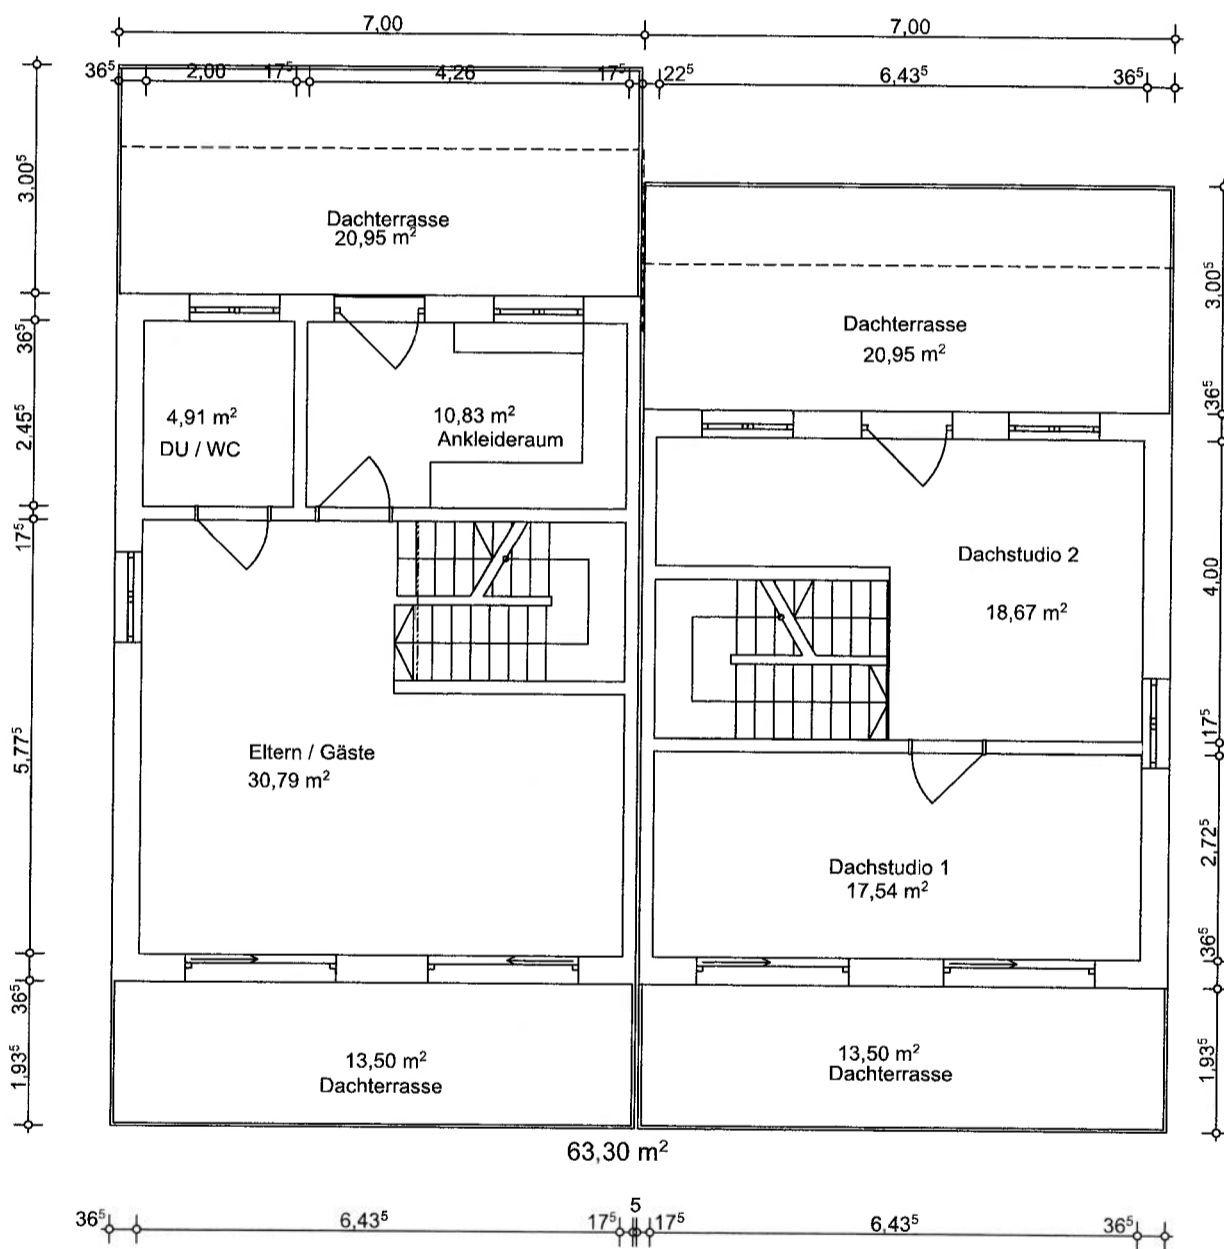 7,00
7,00
36⁵
2,00
17⁵
4,26
17⁵
22⁵
6,43⁵
36⁵
3.00⁵
36⁵
2.45⁵
17⁵
5,77⁵
36⁵
1,93⁵
Dachterrasse
20,95 m²
Dachterrasse
20,95 m²
4,91 m²
DU / WC
10,83 m²
Ankleideraum
Dachstudio 2
18,67 m²
Eltern / Gäste
30,79 m²
Dachstudio 1
17,54 m²
13,50 m²
Dachterrasse
13,50 m²
Dachterrasse
3.00⁵
36⁵
4,00
17⁵
2,72⁵
36⁵
1,93⁵
63,30 m²
36⁵
6,43⁵
17⁵
5
17⁵
6,43⁵
36⁵